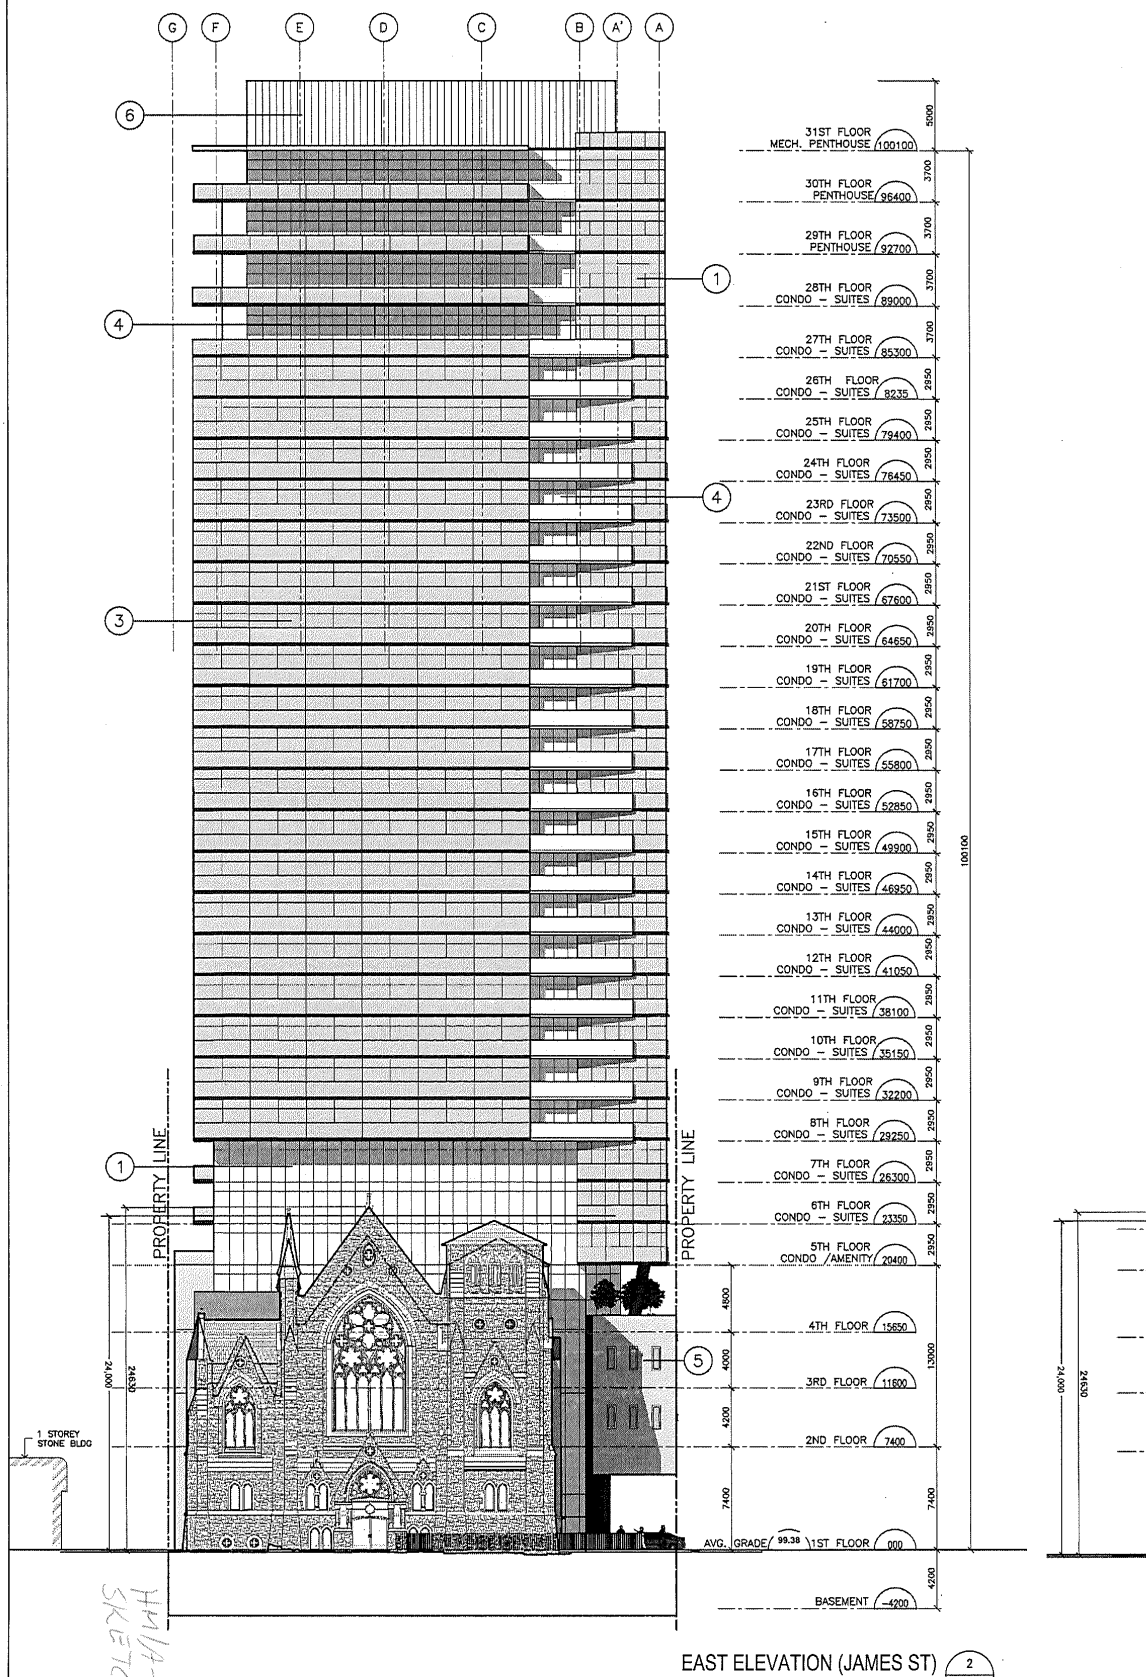 G F E D C B A' A
6
5000
31ST FLOOR
MECH. PENTHOUSE 100100
3700
30TH FLOOR
PENTHOUSE 96400
3700
29TH FLOOR
PENTHOUSE 92700
1
3700
28TH FLOOR
CONDO - SUITES 89000
4
3700
27TH FLOOR
CONDO - SUITES 85300
2950
26TH FLOOR
CONDO - SUITES 8235
2950
25TH FLOOR
CONDO - SUITES 79400
2950
24TH FLOOR
CONDO - SUITES 76450
4
2950
23RD FLOOR
CONDO - SUITES 73500
2950
22ND FLOOR
CONDO - SUITES 70550
2950
21ST FLOOR
CONDO - SUITES 67600
3
2950
20TH FLOOR
CONDO - SUITES 64650
2950
19TH FLOOR
CONDO - SUITES 61700
2950
18TH FLOOR
CONDO - SUITES 58750
2950
17TH FLOOR
CONDO - SUITES 55800
2950
16TH FLOOR
CONDO - SUITES 52850
2950
15TH FLOOR
CONDO - SUITES 49900
100100
2950
14TH FLOOR
CONDO - SUITES 46950
2950
13TH FLOOR
CONDO - SUITES 44000
2950
12TH FLOOR
CONDO - SUITES 41050
2950
11TH FLOOR
CONDO - SUITES 38100
2950
10TH FLOOR
CONDO - SUITES 35150
2950
9TH FLOOR
CONDO - SUITES 32200
2950
8TH FLOOR
CONDO - SUITES 29250
2950
7TH FLOOR
CONDO - SUITES 26300
1
PROPERTY LINE
PROPERTY LINE
2950
6TH FLOOR
CONDO - SUITES 23350
2950
5TH FLOOR
CONDO /AMENITY 20400
4800
4TH FLOOR 15650
5
4000
13000
3RD FLOOR 11600
24,000
24630
24,000
24630
4200
1 STOREY
STONE BLDG
2ND FLOOR 7400
7400
7400
AVG. GRADE 99.38 1ST FLOOR 000
4200
BASEMENT -4200
EAST ELEVATION (JAMES ST) 2